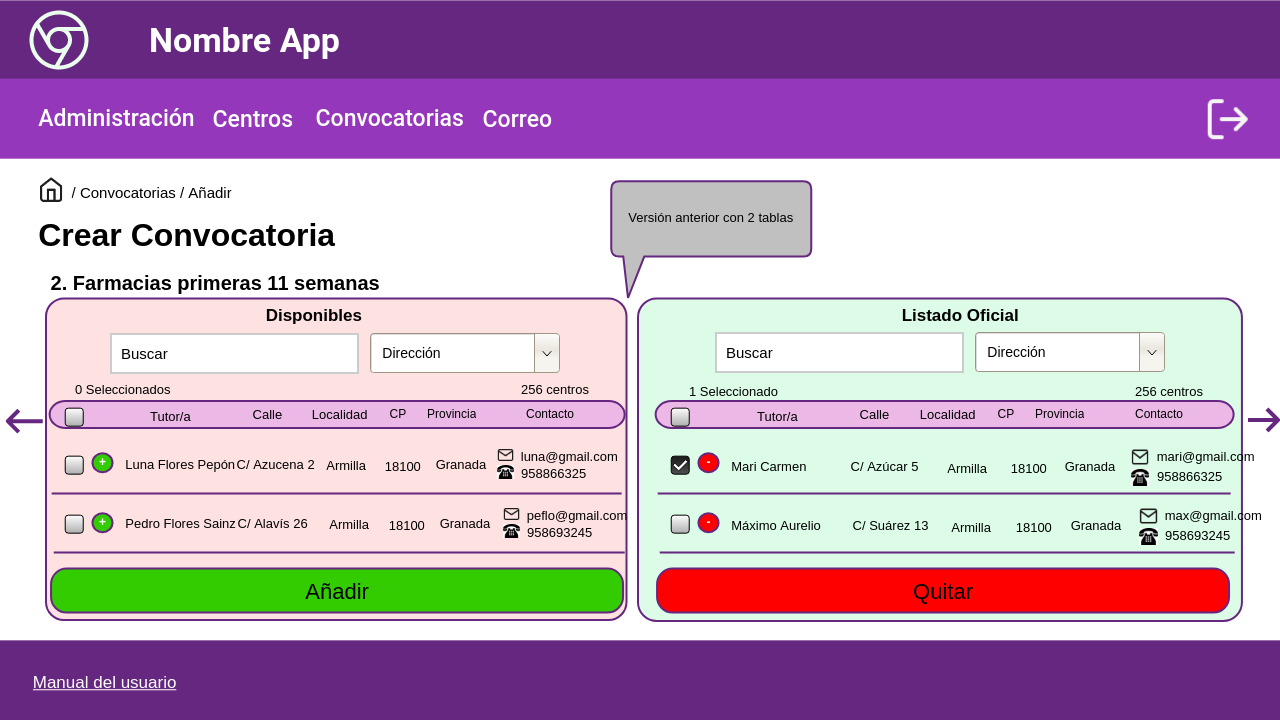 Nombre App
Administración Centros Convocatorias Correo
/ Convocatorias / Añadir
Versión anterior con 2 tablas
Crear Convocatoria
2. Farmacias primeras 11 semanas
Disponibles
Buscar Dirección
0 Seleccionados 256 centros
Tutor/a Calle Localidad CP Provincia Contacto
+ Luna Flores Pepón C/ Azucena 2 Armilla 18100 Granada luna@gmail.com
958866325
+ Pedro Flores Sainz C/ Alavís 26 Armilla 18100 Granada peflo@gmail.com
958693245
Añadir
Listado Oficial
Buscar Dirección
1 Seleccionado 256 centros
Tutor/a Calle Localidad CP Provincia Contacto
- Mari Carmen C/ Azúcar 5 Armilla 18100 Granada mari@gmail.com
958866325
- Máximo Aurelio C/ Suárez 13 Armilla 18100 Granada max@gmail.com
958693245
Quitar
Manual del usuario